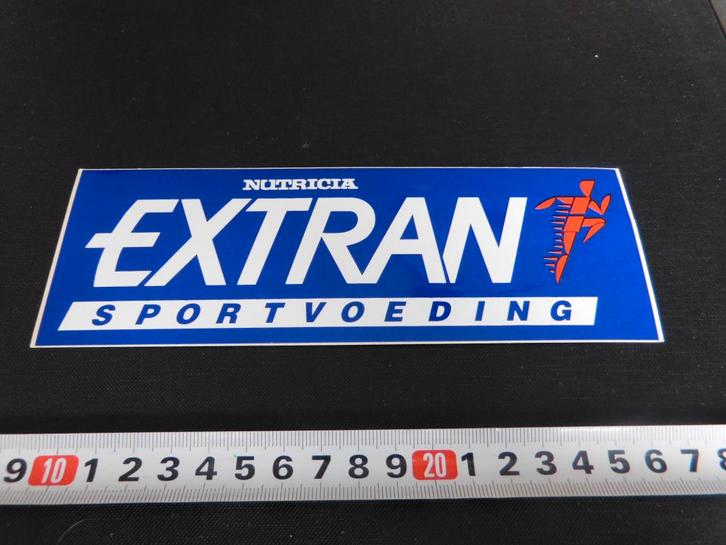 NUTRICIA
EXTRAN
SPORTVOEDING
9 10 1 2 3 4 5 6 7 8 9 20 1 2 3 4 5 6 7 8